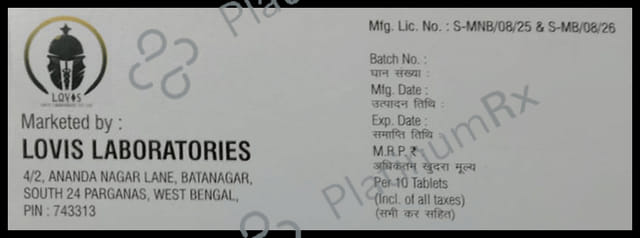 LOVIS
Marketed by :
LOVIS LABORATORIES
4/2, ANANDA NAGAR LANE, BATANAGAR,
SOUTH 24 PARGANAS, WEST BENGAL,
PIN : 743313
Mfg. Lic. No. : S-MNB/08/25 & S-MB/08/26
Batch No. :
घान संख्या :
Mfg. Date :
उत्पादन तिथि :
Exp. Date :
समाप्ति तिथि :
M.R.P. ₹
अधिकतम खुदरा मूल्य
Per 10 Tablets
(Incl. of all taxes)
(सभी कर सहित)
PlatinumRx